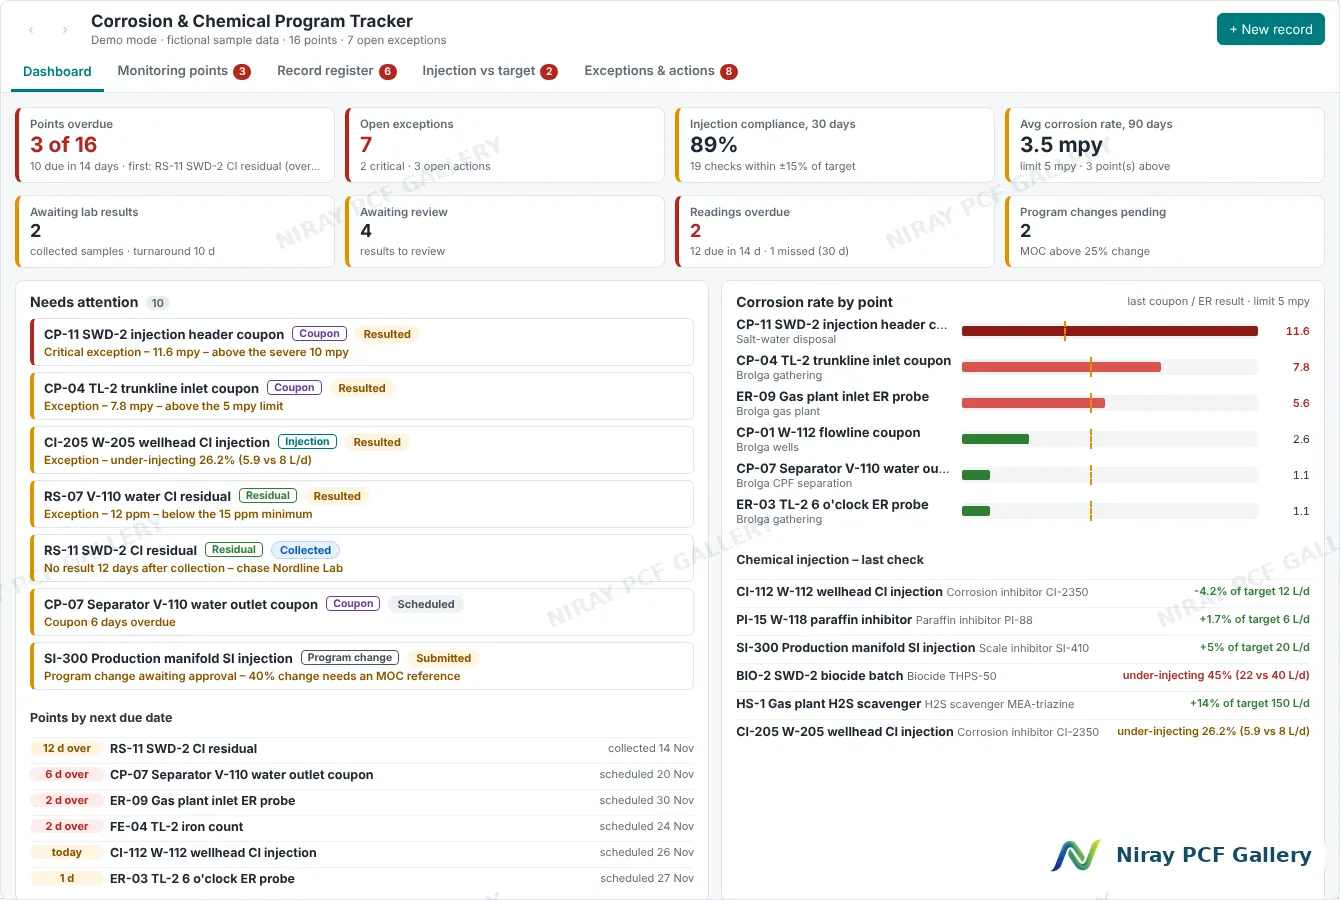 Corrosion & Chemical Program Tracker
Demo mode · fictional sample data · 16 points · 7 open exceptions
+ New record
Dashboard
Monitoring points 3
Record register 6
Injection vs target 2
Exceptions & actions 8
Points overdue
3 of 16
10 due in 14 days · first: RS-11 SWD-2 CI residual (over...
Open exceptions
7
2 critical · 3 open actions
Injection compliance, 30 days
89%
19 checks within ±15% of target
Avg corrosion rate, 90 days
3.5 mpy
limit 5 mpy · 3 point(s) above
Awaiting lab results
2
collected samples · turnaround 10 d
Awaiting review
4
results to review
Readings overdue
2
12 due in 14 d · 1 missed (30 d)
Program changes pending
2
MOC above 25% change
Needs attention 10
CP-11 SWD-2 injection header coupon Coupon Resulted
Critical exception – 11.6 mpy – above the severe 10 mpy
CP-04 TL-2 trunkline inlet coupon Coupon Resulted
Exception – 7.8 mpy – above the 5 mpy limit
CI-205 W-205 wellhead CI injection Injection Resulted
Exception – under-injecting 26.2% (5.9 vs 8 L/d)
RS-07 V-110 water CI residual Residual Resulted
Exception – 12 ppm – below the 15 ppm minimum
RS-11 SWD-2 CI residual Residual Collected
No result 12 days after collection – chase Nordline Lab
CP-07 Separator V-110 water outlet coupon Coupon Scheduled
Coupon 6 days overdue
SI-300 Production manifold SI injection Program change Submitted
Program change awaiting approval – 40% change needs an MOC reference
Points by next due date
12 d over RS-11 SWD-2 CI residual collected 14 Nov
6 d over CP-07 Separator V-110 water outlet coupon scheduled 20 Nov
2 d over ER-09 Gas plant inlet ER probe scheduled 30 Nov
2 d over FE-04 TL-2 iron count scheduled 24 Nov
today CI-112 W-112 wellhead CI injection scheduled 26 Nov
1 d ER-03 TL-2 6 o'clock ER probe scheduled 27 Nov
Corrosion rate by point last coupon / ER result · limit 5 mpy
CP-11 SWD-2 injection header c... 11.6
Salt-water disposal
CP-04 TL-2 trunkline inlet coupon 7.8
Brolga gathering
ER-09 Gas plant inlet ER probe 5.6
Brolga gas plant
CP-01 W-112 flowline coupon 2.6
Brolga wells
CP-07 Separator V-110 water ou... 1.1
Brolga CPF separation
ER-03 TL-2 6 o'clock ER probe 1.1
Brolga gathering
Chemical injection – last check
CI-112 W-112 wellhead CI injection Corrosion inhibitor CI-2350 -4.2% of target 12 L/d
PI-15 W-118 paraffin inhibitor Paraffin inhibitor PI-88 +1.7% of target 6 L/d
SI-300 Production manifold SI injection Scale inhibitor SI-410 +5% of target 20 L/d
BIO-2 SWD-2 biocide batch Biocide THPS-50 under-injecting 45% (22 vs 40 L/d)
HS-1 Gas plant H2S scavenger H2S scavenger MEA-triazine +14% of target 150 L/d
CI-205 W-205 wellhead CI injection Corrosion inhibitor CI-2350 under-injecting 26.2% (5.9 vs 8 L/d)
Niray PCF Gallery
NIRAY PCF GALLERY
NIRAY PCF GALLERY
NIRAY PCF GALLERY